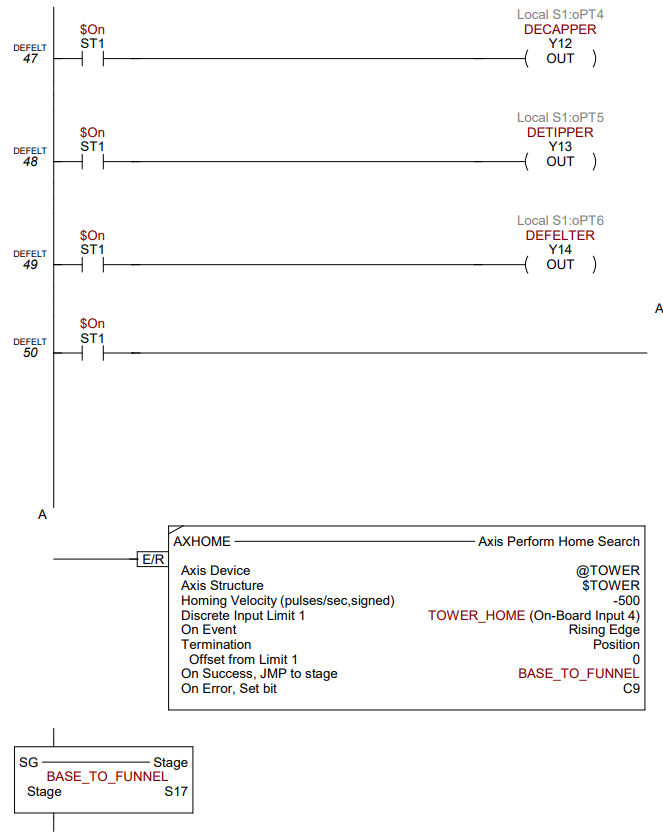 Local S1:oPT4
$On DECAPPER
DEFELT ST1 Y12
47 OUT
Local S1:oPT5
$On DETIPPER
DEFELT ST1 Y13
48 OUT
Local S1:oPT6
$On DEFELTER
DEFELT ST1 Y14
49 OUT
A
$On
DEFELT ST1
50
A
AXHOME Axis Perform Home Search
E/R
Axis Device @TOWER
Axis Structure $TOWER
Homing Velocity (pulses/sec,signed) -500
Discrete Input Limit 1 TOWER_HOME (On-Board Input 4)
On Event Rising Edge
Termination Position
Offset from Limit 1 0
On Success, JMP to stage BASE_TO_FUNNEL
On Error, Set bit C9
SG Stage
BASE_TO_FUNNEL
Stage S17